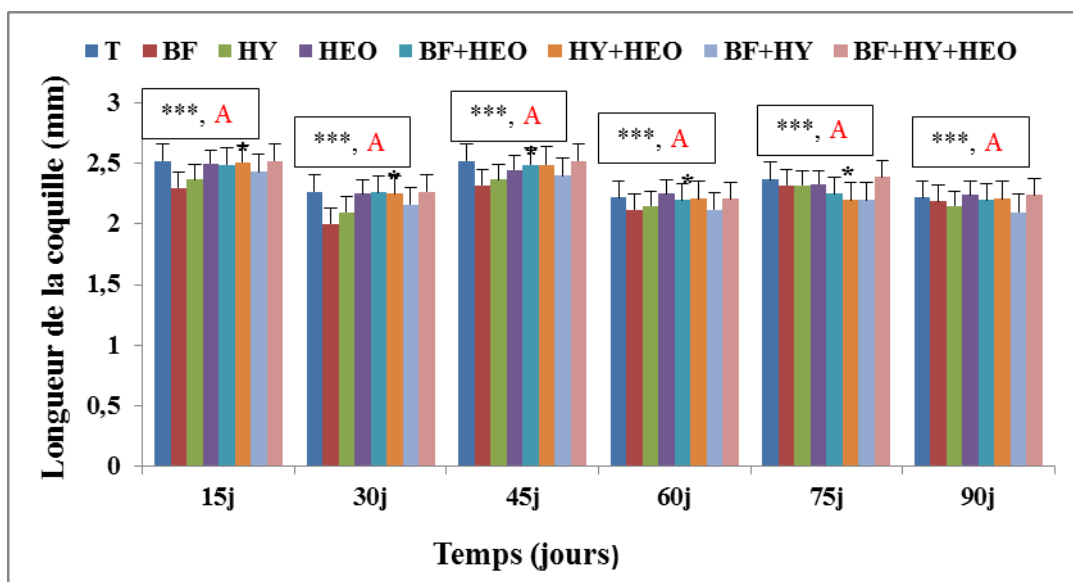 T BF HY HEO BF+HEO HY+HEO BF+HY BF+HY+HEO
Longueur de la coquille (mm)
3
2,5
2
1,5
1
0,5
0
***, A
***, A
***, A
***, A
***, A
***, A
*
*
*
*
*
15j 30j 45j 60j 75j 90j
Temps (jours)